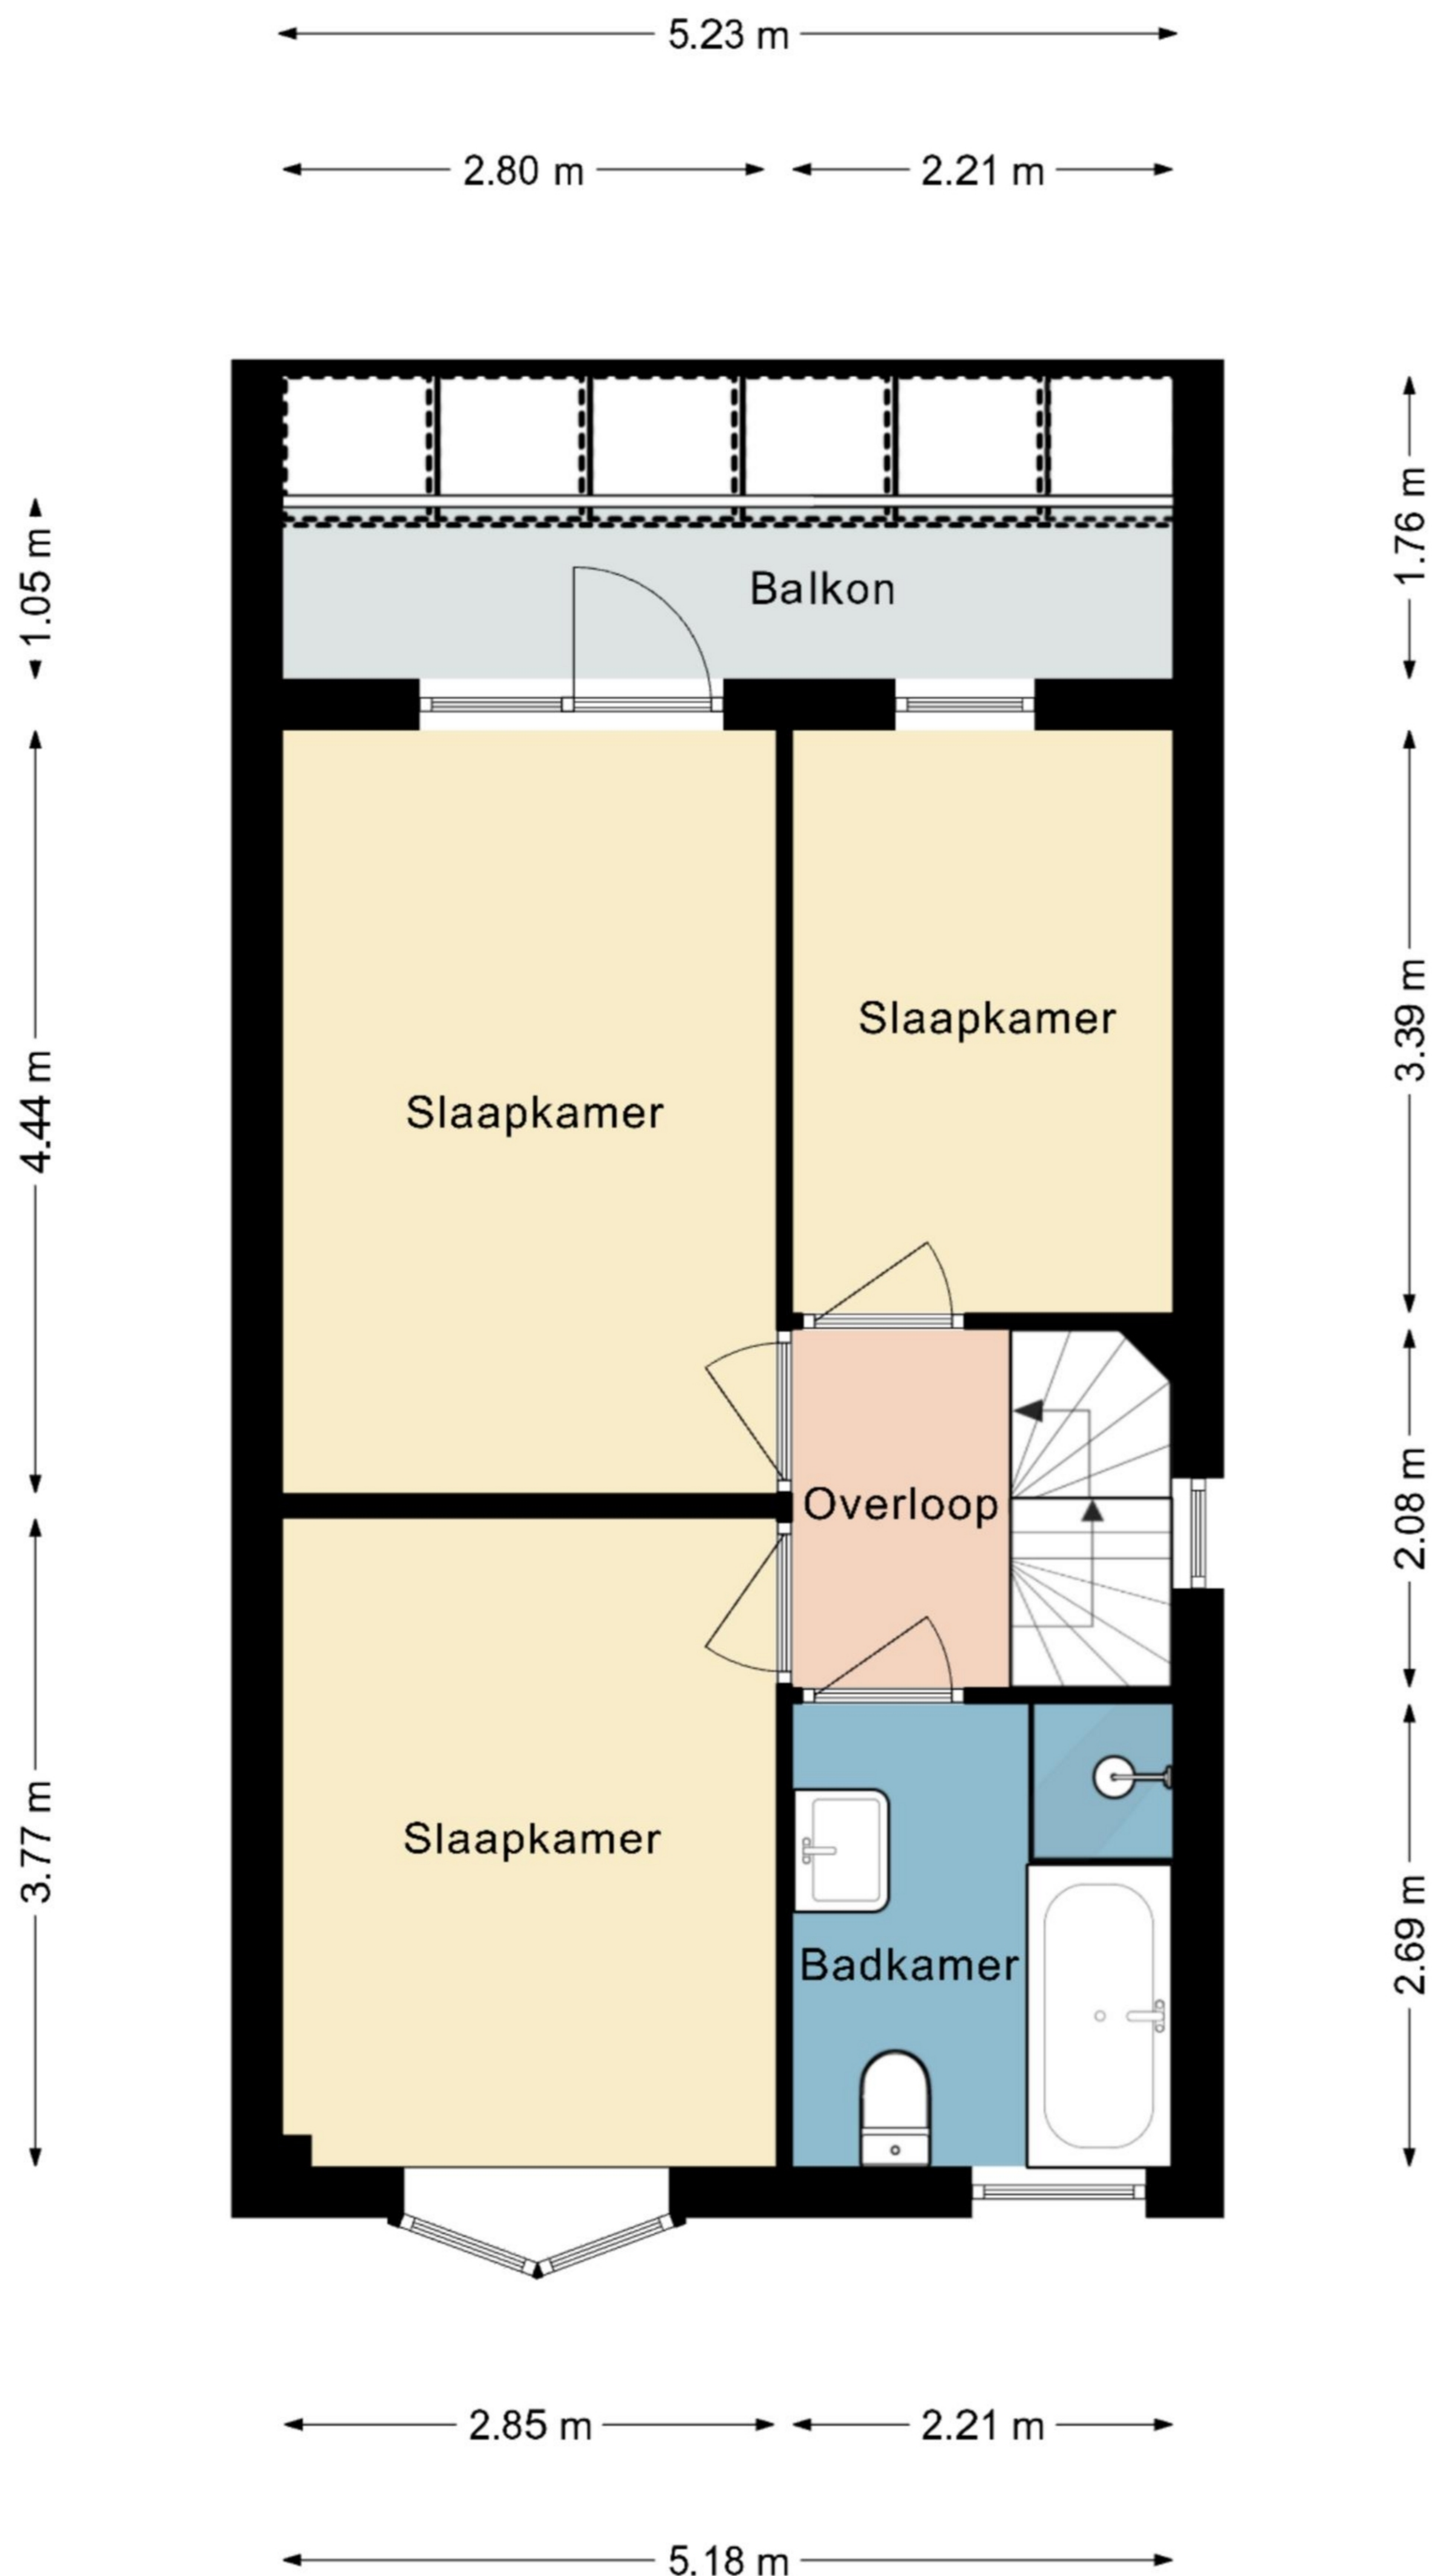 5.23 m
2.80 m
2.21 m
1.05 m
1.76 m
Balkon
4.44 m
3.39 m
Slaapkamer
Slaapkamer
Overloop
2.08 m
3.77 m
Slaapkamer
2.69 m
Badkamer
2.85 m
2.21 m
5.18 m